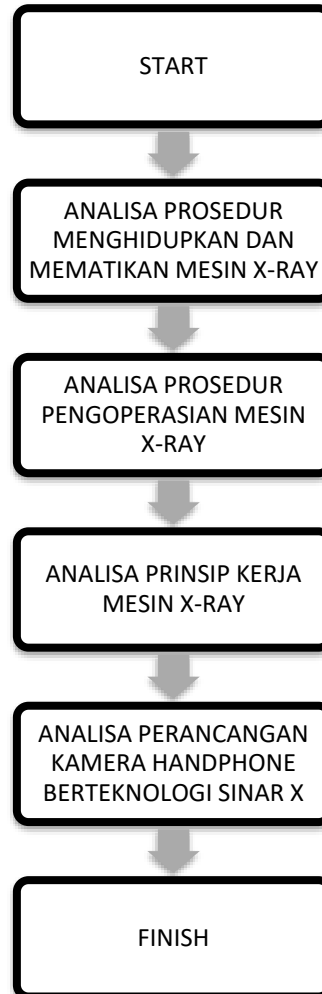 START
ANALISA PROSEDUR
MENGHIDUPKAN DAN
MEMATIKAN MESIN X-RAY
ANALISA PROSEDUR
PENGOPERASIAN MESIN
X-RAY
ANALISA PRINSIP KERJA
MESIN X-RAY
ANALISA PERANCANGAN
KAMERA HANDPHONE
BERTEKNOLOGI SINAR X
FINISH